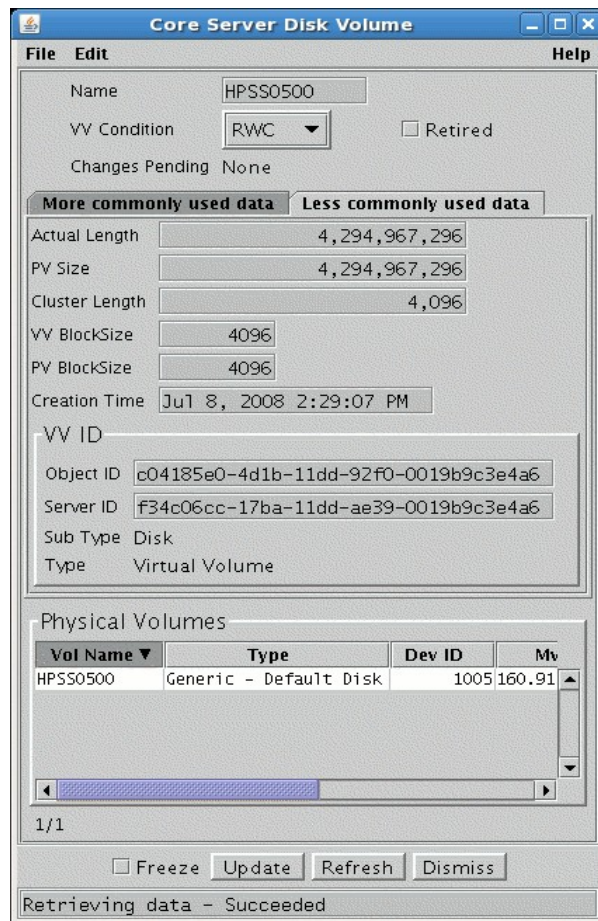 Core Server Disk Volume
File Edit Help
Name HPSS0500
VV Condition RWC Retired
Changes Pending None
More commonly used data Less commonly used data
Actual Length 4,294,967,296
PV Size 4,294,967,296
Cluster Length 4,096
VV BlockSize 4096
PV BlockSize 4096
Creation Time Jul 8, 2008 2:29:07 PM
VV ID
Object ID c04185e0-4d1b-11dd-92f0-0019b9c3e4a6
Server ID f34c06cc-17ba-11dd-ae39-0019b9c3e4a6
Sub Type Disk
Type Virtual Volume
Physical Volumes
Vol Name ▼ Type Dev ID Mv
HPSS0500 Generic - Default Disk 1005 160.91
1/1
Freeze Update Refresh Dismiss
Retrieving data - Succeeded